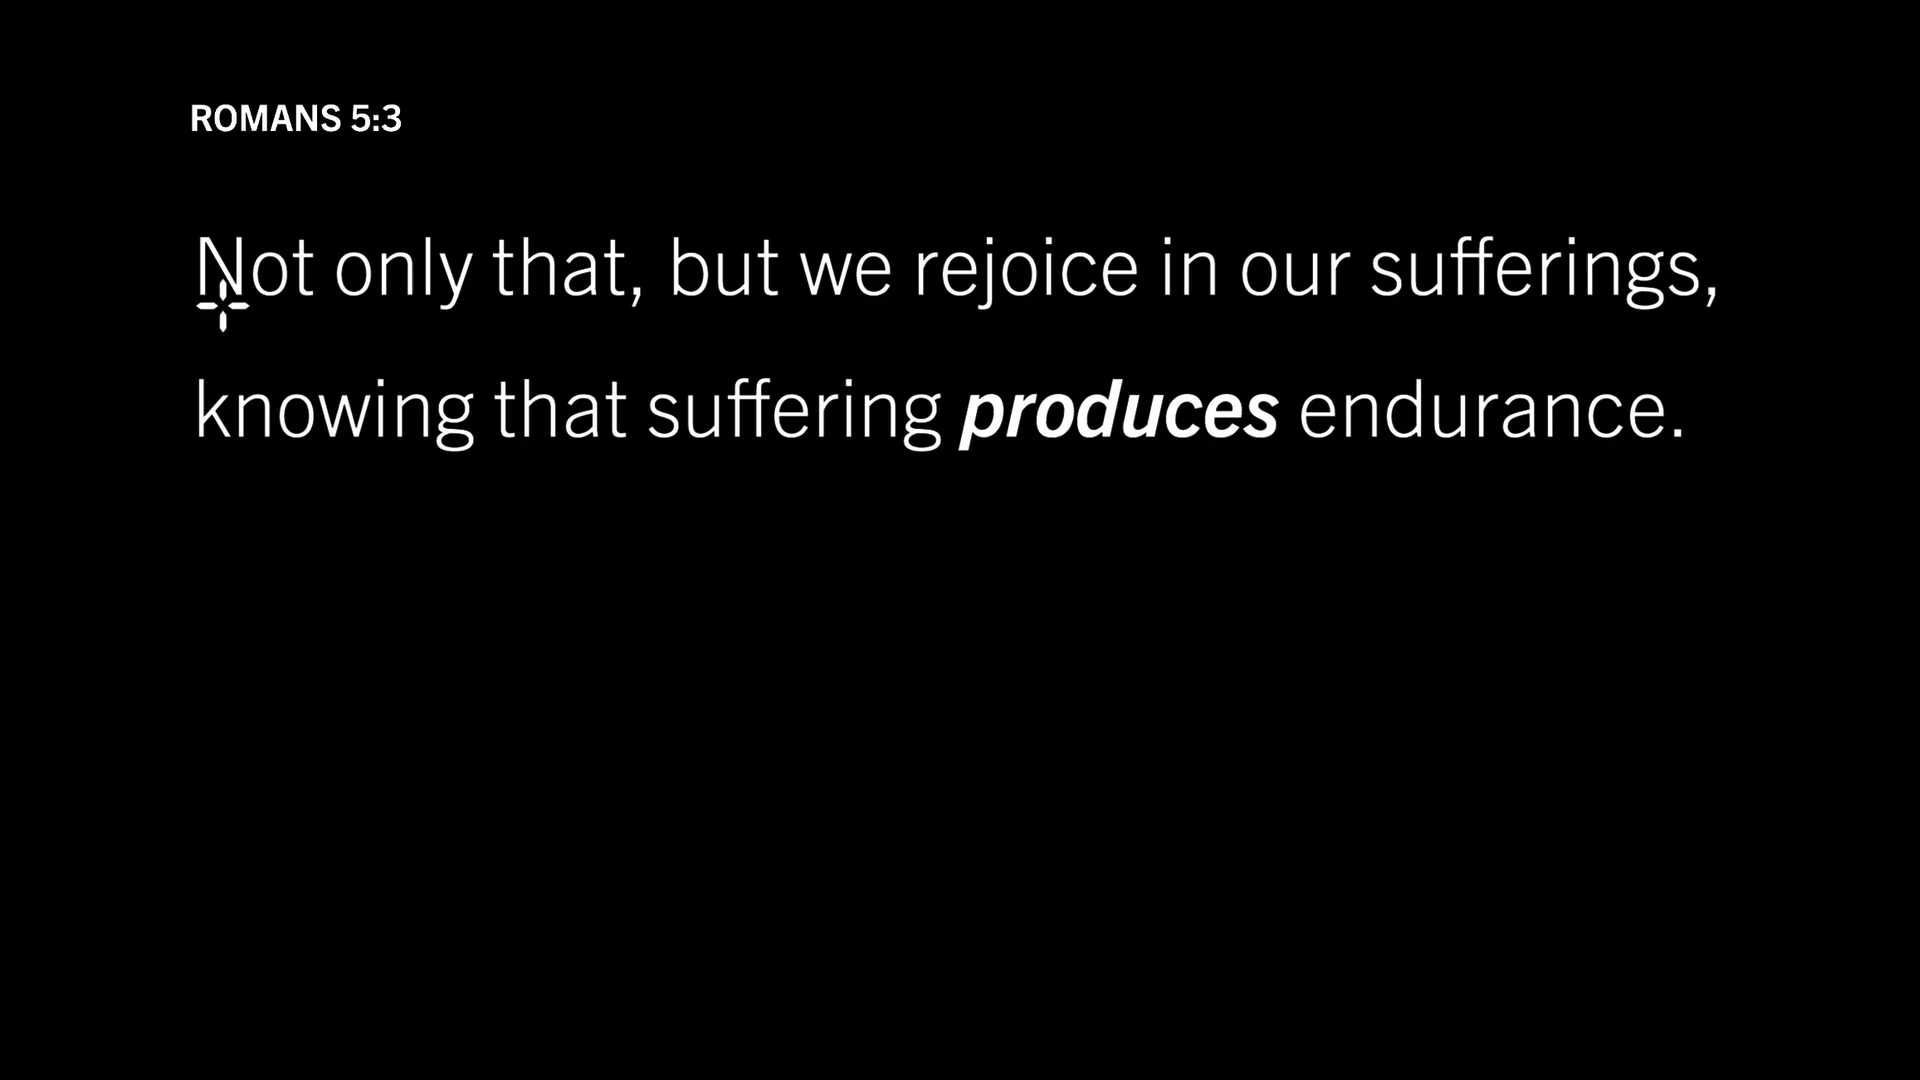 ROMANS 5:3
Not only that, but we rejoice in our sufferings,
knowing that suffering produces endurance.